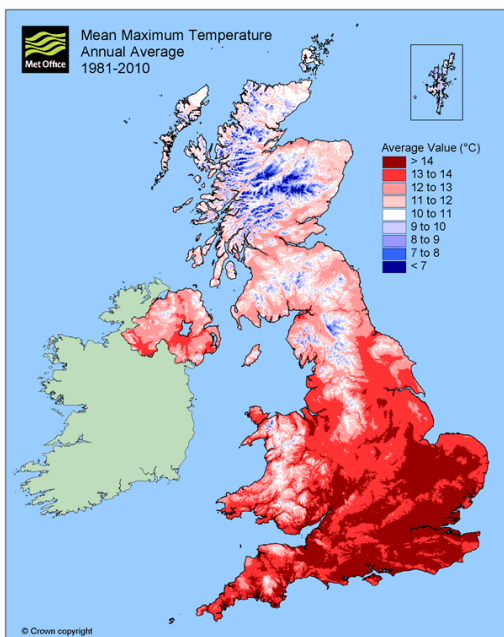 Met Office
Mean Maximum Temperature
Annual Average
1981-2010
Average Value (°C)
> 14
13 to 14
12 to 13
11 to 12
10 to 11
9 to 10
8 to 9
7 to 8
< 7
© Crown copyright